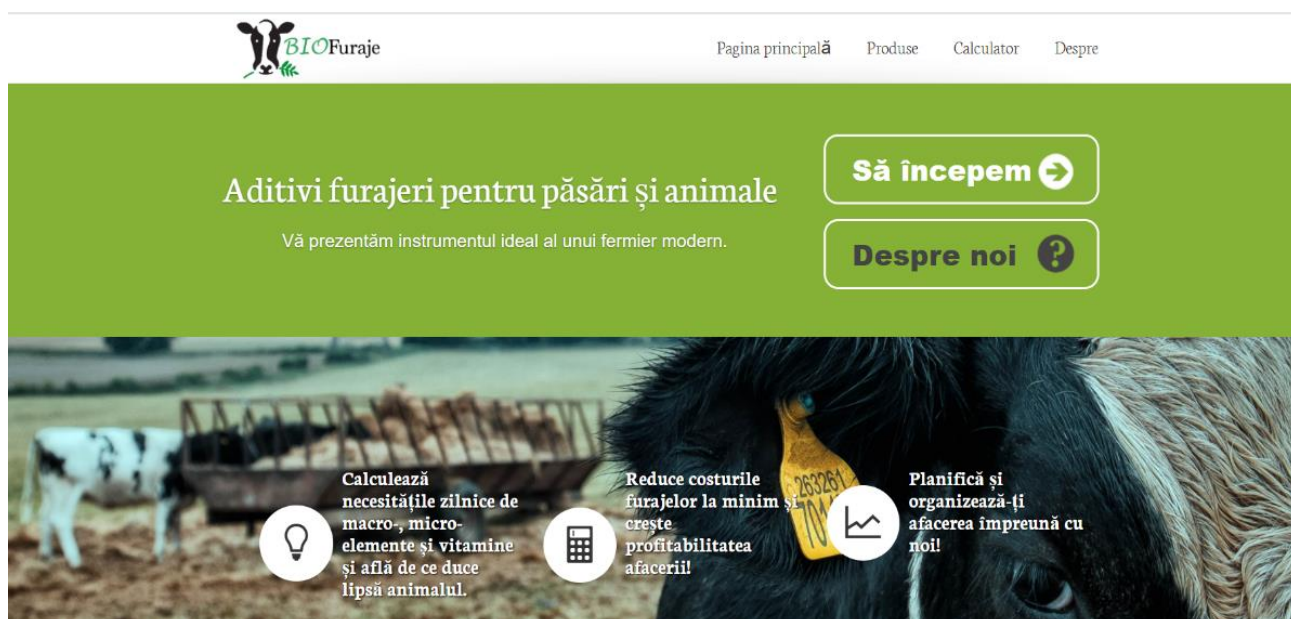 BIOFuraje
Pagina principală Produse Calculator Despre
Aditivi furajeri pentru păsări și animale
Vă prezentăm instrumentul ideal al unui fermier modern.
Să începem
Despre noi
Calculează
necesitățile zilnice de
macro-, micro-
elemente și vitamine
și află de ce duce
lipsă animalul.
Reduce costurile
furajelor la minim și
crește
profitabilitatea
afacerii!
Planifică și
organizează-ți
afacerea împreună cu
noi!
263261